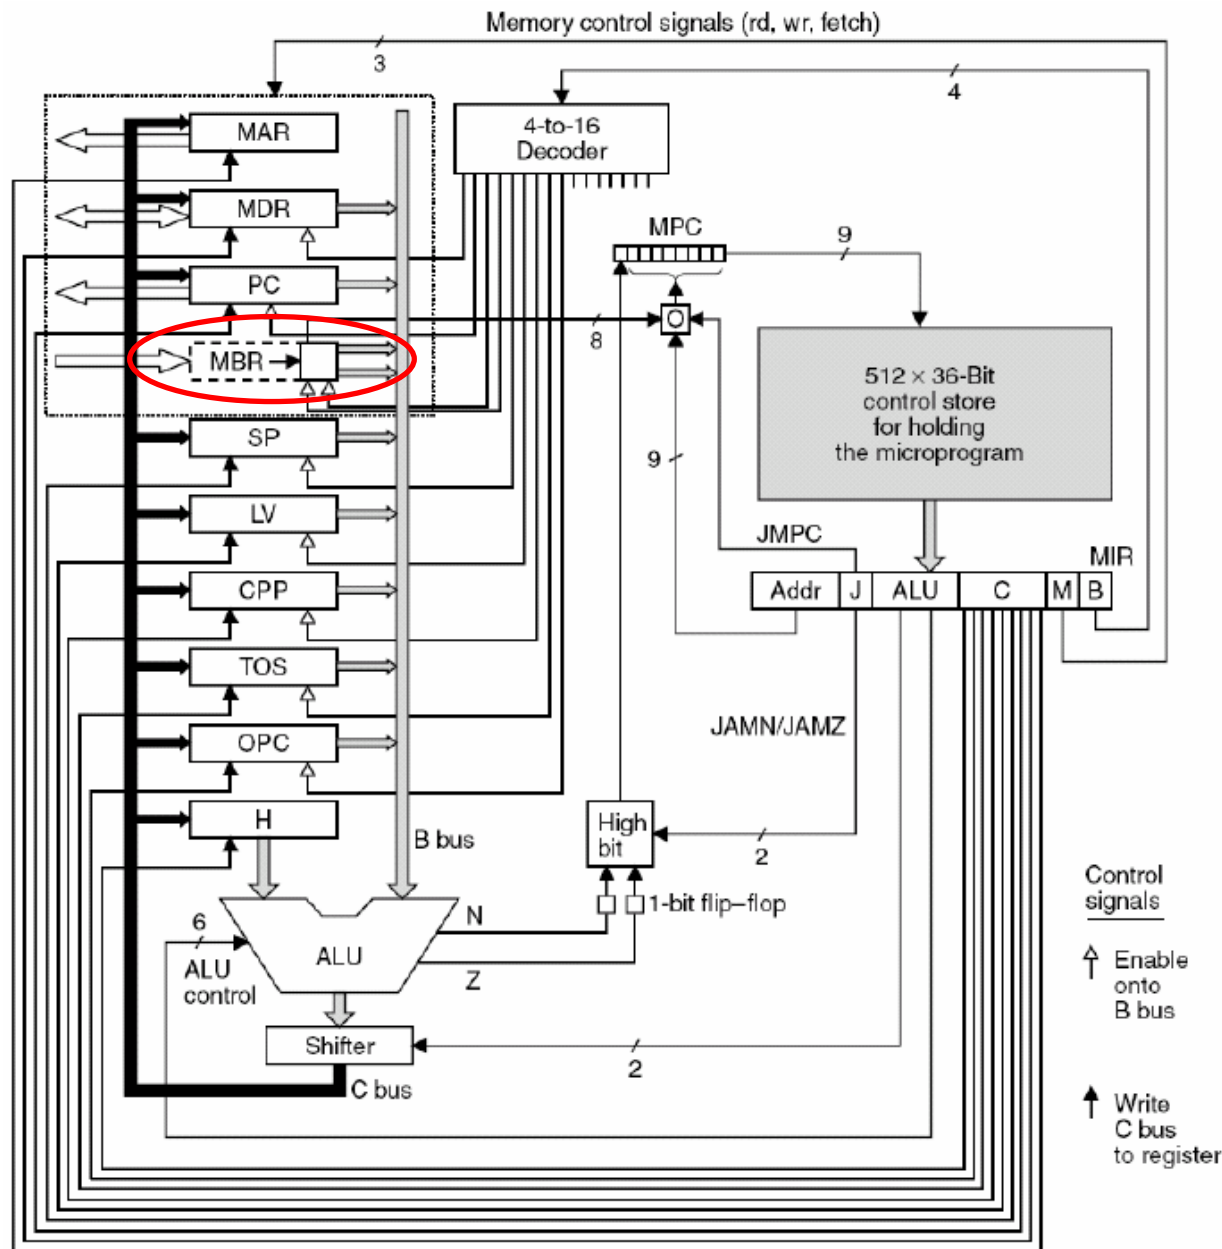 Memory control signals (rd, wr, fetch)
3
4
4-to-16
Decoder
MAR
MDR
PC
MBR
SP
LV
CPP
TOS
OPC
H
MPC
9
O
8
512 × 36-Bit
control store
for holding
the microprogram
9
JMPC
MIR
Addr
J
ALU
C
M
B
JAMN/JAMZ
High
bit
2
B bus
1-bit flip–flop
N
Z
6
ALU
control
ALU
Shifter
2
C bus
Control
signals
Enable
onto
B bus
Write
C bus
to register